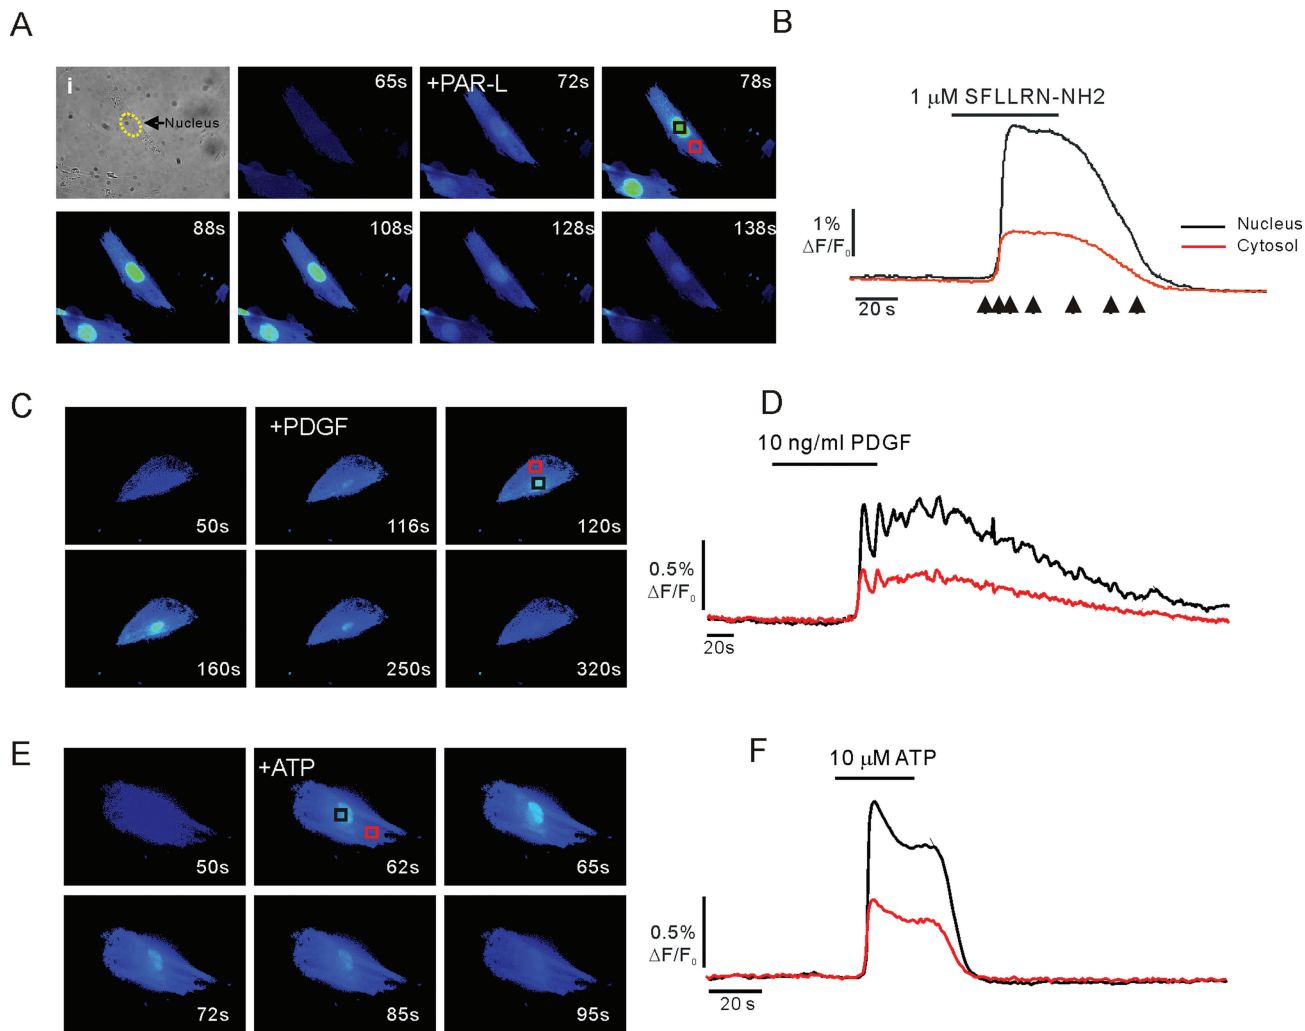 A
i
Nucleus
65s
+PAR-L
72s
78s
88s
108s
128s
138s
B
1 µM SFLLRN-NH2
1%
ΔF/F₀
20 s
Nucleus
Cytosol
C
50s
+PDGF
116s
120s
160s
250s
320s
D
10 ng/ml PDGF
0.5%
ΔF/F₀
20s
E
50s
+ATP
62s
65s
72s
85s
95s
F
10 µM ATP
0.5%
ΔF/F₀
20 s